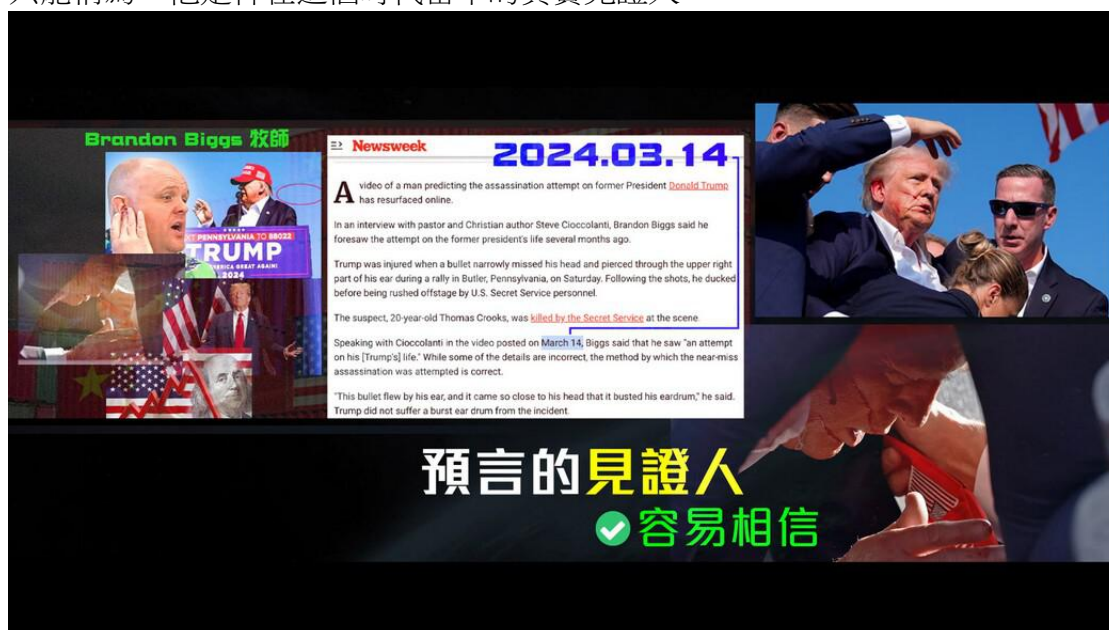 Brandon Biggs 牧師
PENNSYLVANIA TO 88022
TRUMP
GREAT AGAIN!
2024
Newsweek
2024.03.14
A video of a man predicting the assassination attempt on former President Donald Trump
has resurfaced online.
In an interview with pastor and Christian author Steve Cioccolanti, Brandon Biggs said he
foresaw the attempt on the former president's life several months ago.
Trump was injured when a bullet narrowly missed his head and pierced through the upper right
part of his ear during a rally in Butler, Pennsylvania, on Saturday. Following the shots, he ducked
before being rushed offstage by U.S. Secret Service personnel.
The suspect, 20-year-old Thomas Crooks, was killed by the Secret Service at the scene.
Speaking with Cioccolanti in the video posted on March 14, Biggs said that he saw "an attempt
on his [Trump's] life." While some of the details are incorrect, the method by which the near-miss
assassination was attempted is correct.
"This bullet flew by his ear, and it came so close to his head that it busted his eardrum," he said.
Trump did not suffer a burst ear drum from the incident.
預言的見證人
容易相信